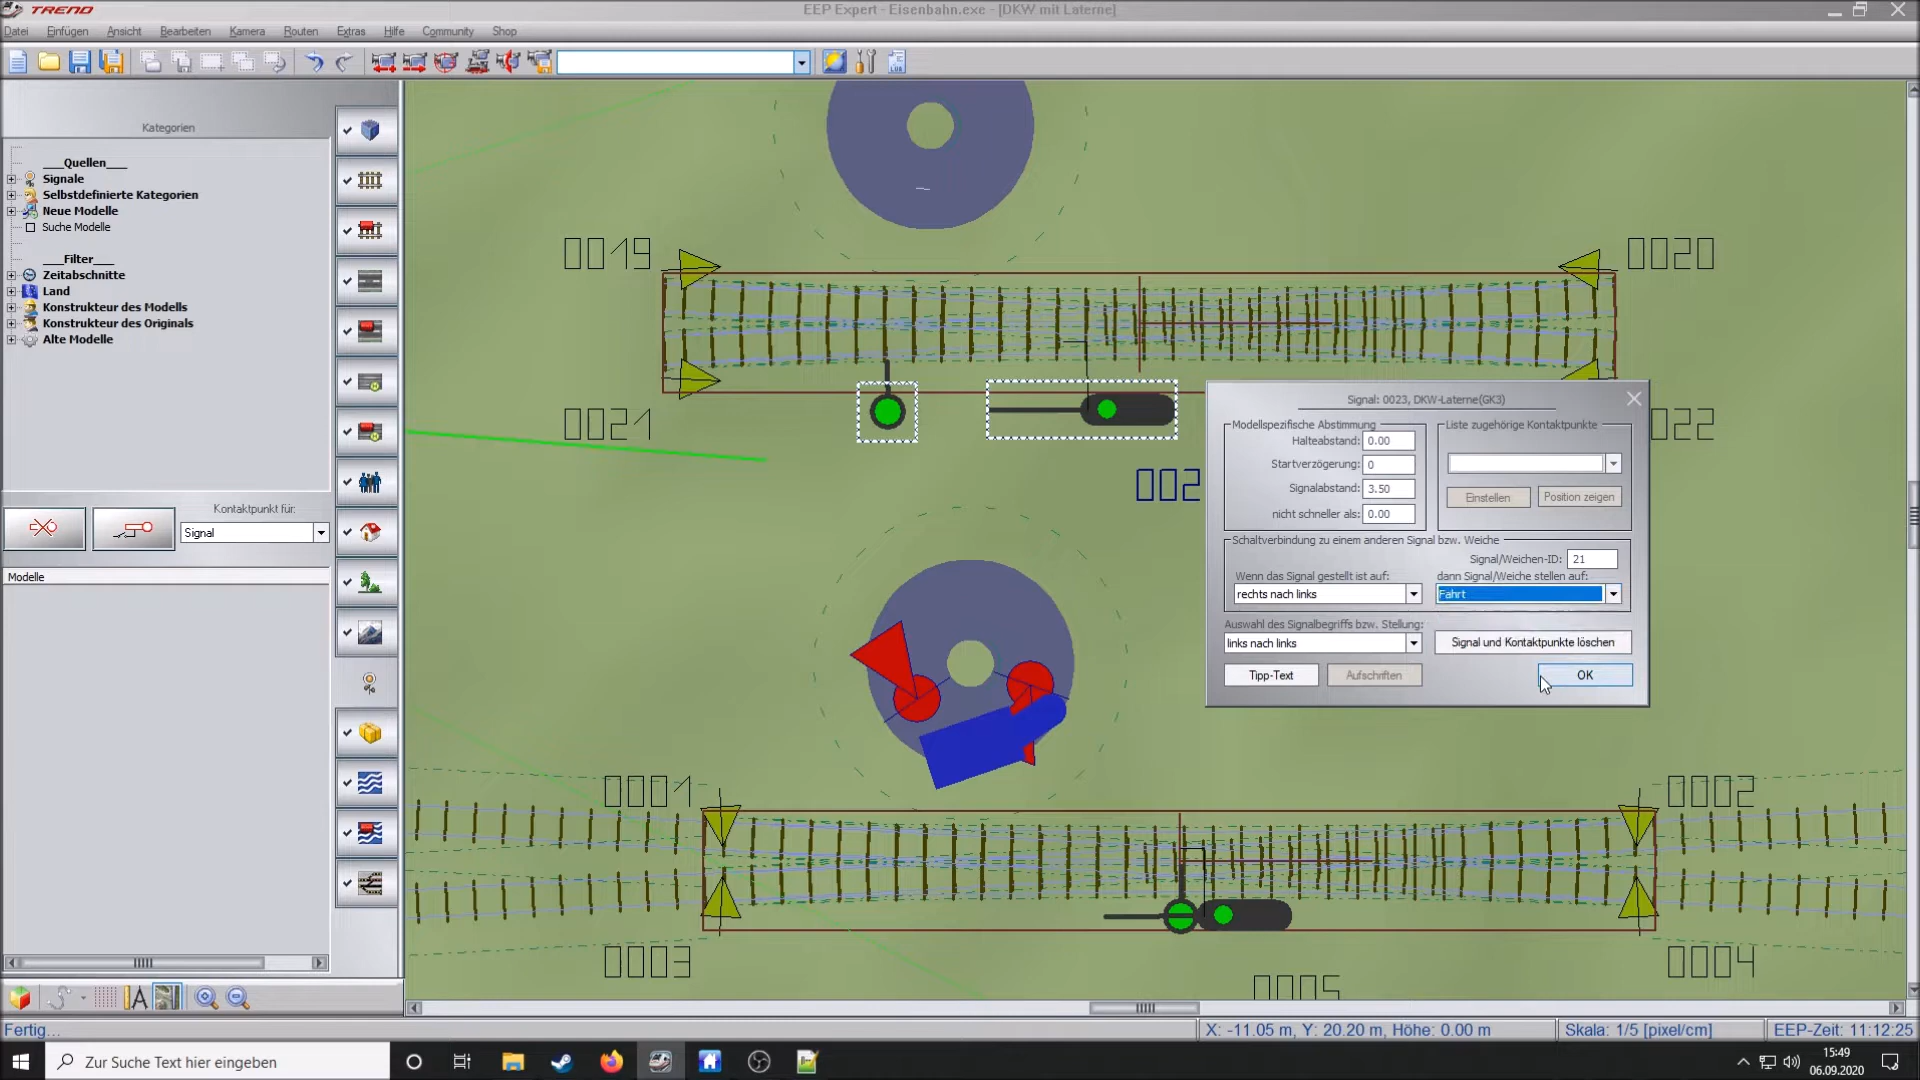 TREND
EEP Expert - Eisenbahn.exe - [DKW mit Laterne]
Datei Einfügen Ansicht Bearbeiten Kamera Routen Extras Hilfe Community Shop
Kategorien
___Quellen___
Signale
Selbstdefinierte Kategorien
Neue Modelle
Suche Modelle
___Filter___
Zeitabschnitte
Land
Konstrukteur des Modells
Konstrukteur des Originals
Alte Modelle
Kontaktpunkt für:
Signal
Modelle
0019
0020
0021
0022
002
Signal: 0023, DKW-Laterne(GK3)
Modellspezifische Abstimmung
Halteabstand: 0.00
Startverzögerung: 0
Signalabstand: 3.50
nicht schneller als: 0.00
Liste zugehörige Kontaktpunkte
Einstellen
Position zeigen
Schaltverbindung zu einem anderen Signal bzw. Weiche
Signal/Weichen-ID: 21
Wenn das Signal gestellt ist auf:
dann Signal/Weiche stellen auf:
rechts nach links
Fahrt
Auswahl des Signalbegriffs bzw. Stellung:
links nach links
Signal und Kontaktpunkte löschen
Tipp-Text
Aufschriften
OK
0001
0002
0003
0004
0005
Fertig...
X: -11.05 m, Y: 20.20 m, Höhe: 0.00 m
Skala: 1/5 [pixel/cm]
EEP-Zeit: 11:12:25
Zur Suche Text hier eingeben
15:49
06.09.2020